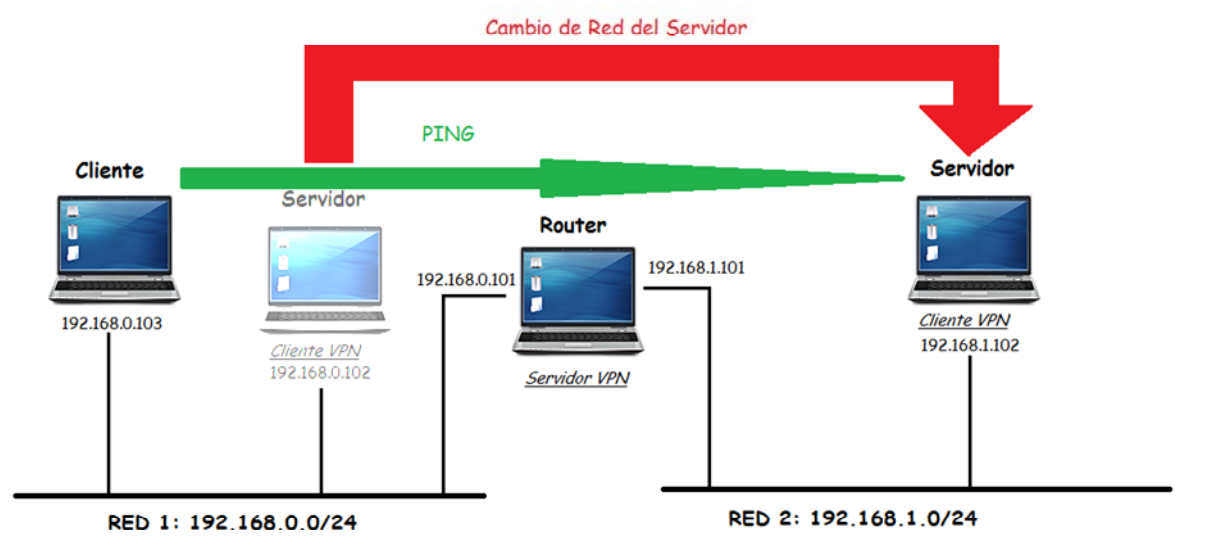 Cambio de Red del Servidor
PING
Cliente
Servidor
Servidor
Router
192.168.0.101
192.168.1.101
192.168.0.103
Cliente VPN
192.168.0.102
Servidor VPN
Cliente VPN
192.168.1.102
RED 1: 192.168.0.0/24
RED 2: 192.168.1.0/24